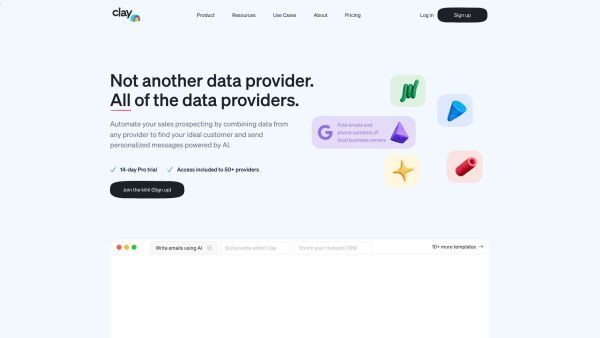 clay
Product Resources Use Cases About Pricing
Log in Sign up
Not another data provider.
All of the data providers.
Automate your sales prospecting by combining data from
any provider to find your ideal customer and send
personalized messages powered by AI.
G Find emails and
phone numbers of
local business owners
14-day Pro trial Access included to 50+ providers
Join the kiln! (Sign up)
Write emails using AI Score leads within Clay Enrich your Hubspot CRM 10+ more templates →